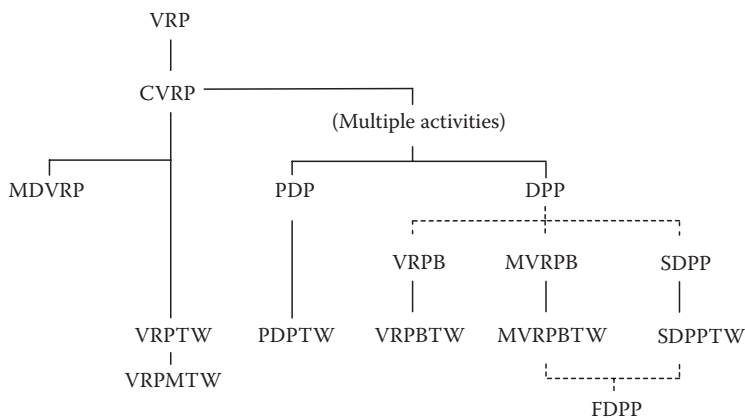 VRP
CVRP
(Multiple activities)
MDVRP PDP DPP
VRPB MVRPB SDPP
VRPTW PDPTW VRPBTW MVRPBTW SDPPTW
VRPMTW
FDPP